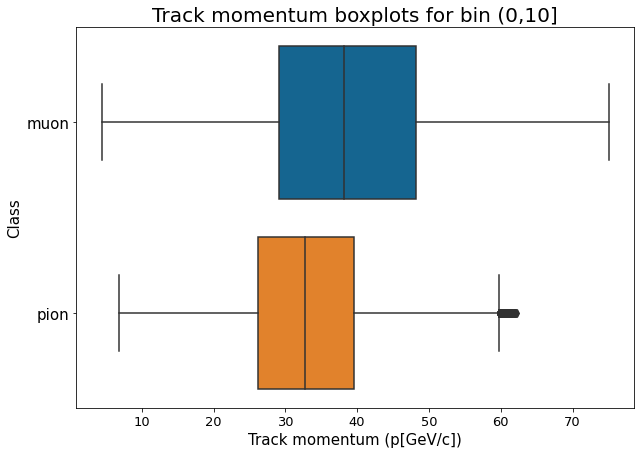 Track momentum boxplots for bin (0,10]
Class
muon
pion
10 20 30 40 50 60 70
Track momentum (p[GeV/c])